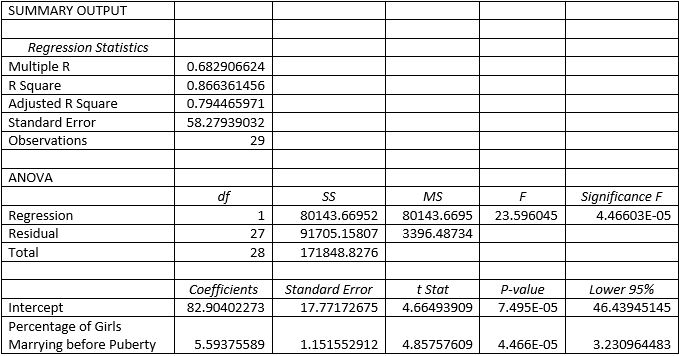 SUMMARY OUTPUT
Regression Statistics
Multiple R 0.682906624
R Square 0.866361456
Adjusted R Square 0.794465971
Standard Error 58.27939032
Observations 29
ANOVA
df SS MS F Significance F
Regression 1 80143.66952 80143.6695 23.596045 4.46603E-05
Residual 27 91705.15807 3396.48734
Total 28 171848.8276
Coefficients Standard Error t Stat P-value Lower 95%
Intercept 82.90402273 17.77172675 4.66493909 7.495E-05 46.43945145
Percentage of Girls
Marrying before Puberty 5.59375589 1.151552912 4.85757609 4.466E-05 3.230964483